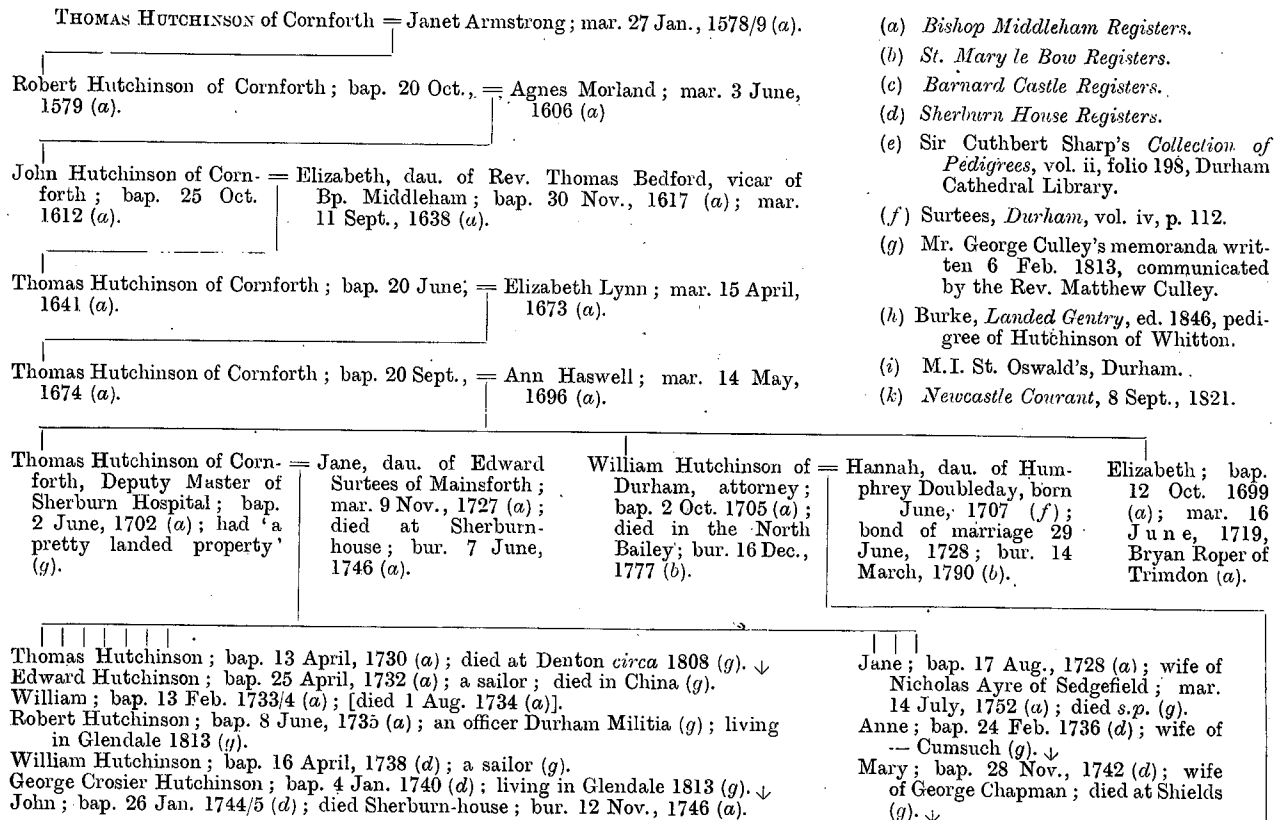 THOMAS HUTCHINSON of Cornforth = Janet Armstrong; mar. 27 Jan., 1578/9 (a).
Robert Hutchinson of Cornforth; bap. 20 Oct., = Agnes Morland; mar. 3 June,
1579 (a). 1606 (a)
John Hutchinson of Corn-
forth; bap. 25 Oct.
1612 (a).
= Elizabeth, dau. of Rev. Thomas Bedford, vicar of
Bp. Middleham; bap. 30 Nov., 1617 (a); mar.
11 Sept., 1638 (a).
Thomas Hutchinson of Cornforth; bap. 20 June, = Elizabeth Lynn; mar. 15 April,
1641 (a). 1673 (a).
Thomas Hutchinson of Cornforth; bap. 20 Sept., = Ann Haswell; mar. 14 May,
1674 (a). 1696 (a).
(a) Bishop Middleham Registers.
(b) St. Mary le Bow Registers.
(c) Barnard Castle Registers.
(d) Sherburn House Registers.
(e) Sir Cuthbert Sharp's Collection of
Pedigrees, vol. ii, folio 198, Durham
Cathedral Library.
(f) Surtees, Durham, vol. iv, p. 112.
(g) Mr. George Culley's memoranda writ-
ten 6 Feb. 1813, communicated
by the Rev. Matthew Culley.
(h) Burke, Landed Gentry, ed. 1846, pedi-
gree of Hutchinson of Whitton.
(i) M.I. St. Oswald's, Durham.
(k) Newcastle Courant, 8 Sept., 1821.
Thomas Hutchinson of Corn-
forth, Deputy Master of
Sherburn Hospital; bap.
2 June, 1702 (a); had 'a
pretty landed property'
(g).
= Jane, dau. of Edward
Surtees of Mainsforth;
mar. 9 Nov., 1727 (a);
died at Sherburn-
house; bur. 7 June,
1746 (a).
William Hutchinson of
Durham, attorney;
bap. 2 Oct. 1705 (a);
died in the North
Bailey; bur. 16 Dec.,
1777 (b).
= Hannah, dau. of Hum-
phrey Doubleday, born
June, 1707 (f);
bond of marriage 29
June, 1728; bur. 14
March, 1790 (b).
Elizabeth; bap.
12 Oct. 1699
(a); mar. 16
June, 1719,
Bryan Roper of
Trimdon (a).
Thomas Hutchinson; bap. 13 April, 1730 (a); died at Denton circa 1808 (g). ↓
Edward Hutchinson; bap. 25 April, 1732 (a); a sailor; died in China (g).
William; bap. 13 Feb. 1733/4 (a); [died 1 Aug. 1734 (a)].
Robert Hutchinson; bap. 8 June, 1735 (a); an officer Durham Militia (g); living
in Glendale 1813 (g).
William Hutchinson; bap. 16 April, 1738 (d); a sailor (g).
George Crosier Hutchinson; bap. 4 Jan. 1740 (d); living in Glendale 1813 (g). ↓
John; bap. 26 Jan. 1744/5 (d); died Sherburn-house; bur. 12 Nov., 1746 (a).
Jane; bap. 17 Aug., 1728 (a); wife of
Nicholas Ayre of Sedgefield; mar.
14 July, 1752 (a); died s.p. (g).
Anne; bap. 24 Feb. 1736 (d); wife of
— Cumsuch (g). ↓
Mary; bap. 28 Nov., 1742 (d); wife
of George Chapman; died at Shields
(g). ↓